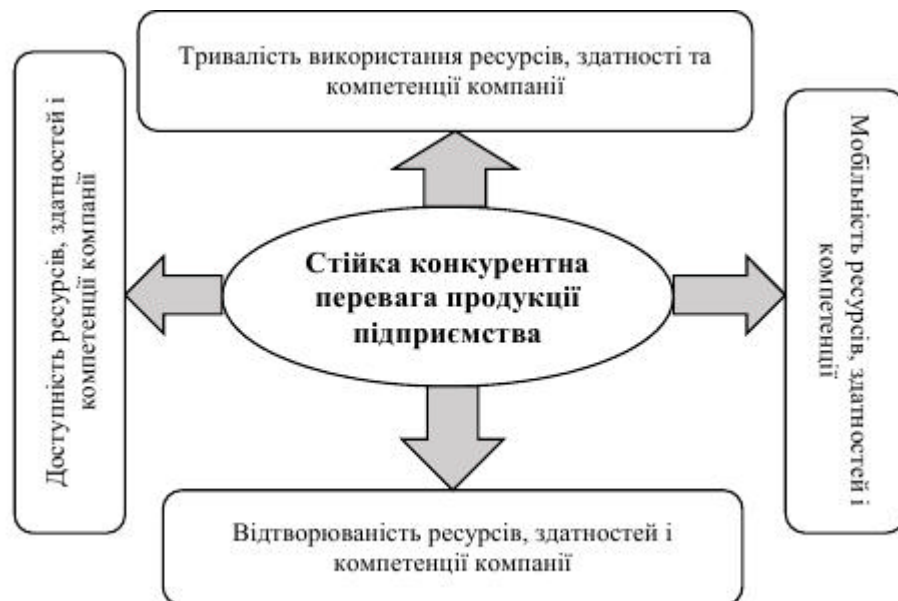 Тривалість використання ресурсів, здатності та
компетенції компанії
Доступність ресурсів, здатностей і
компетенції компанії
Стійка конкурентна
перевага продукції
підприємства
Мобільність ресурсів, здатностей і
компетенції
Відтворюваність ресурсів, здатностей і
компетенції компанії